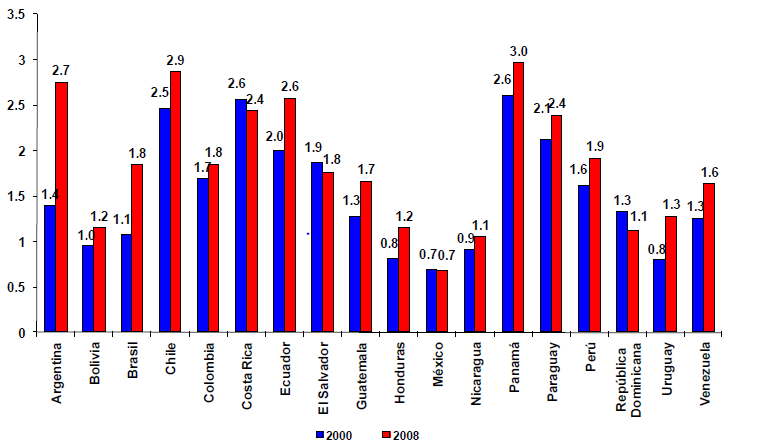 3.5
3
2.5
2
1.5
1
0.5
0
1.4
2.7
1.0
1.2
1.1
1.8
2.5
2.9
1.7
1.8
2.6
2.4
2.0
2.6
1.9
1.8
1.3
1.7
0.8
1.2
0.7
0.7
0.9
1.1
2.6
3.0
2.1
2.4
1.6
1.9
1.3
1.1
0.8
1.3
1.3
1.6
Argentina
Bolivia
Brasil
Chile
Colombia
Costa Rica
Ecuador
El Salvador
Guatemala
Honduras
México
Nicaragua
Panamá
Paraguay
Perú
República
Dominicana
Uruguay
Venezuela
2000
2008